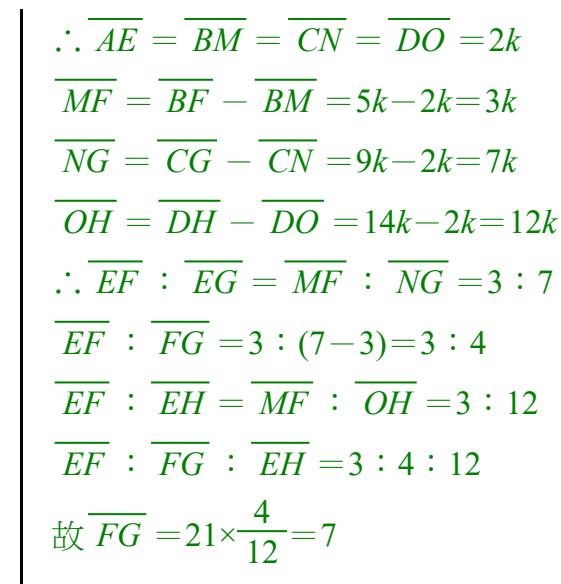 ∴ $\overline{AE}$ = $\overline{BM}$ = $\overline{CN}$ = $\overline{DO}$ =2k
$\overline{MF}$ = $\overline{BF}$ − $\overline{BM}$ =5k−2k=3k
$\overline{NG}$ = $\overline{CG}$ − $\overline{CN}$ =9k−2k=7k
$\overline{OH}$ = $\overline{DH}$ − $\overline{DO}$ =14k−2k=12k
∴ $\overline{EF}$ : $\overline{EG}$ = $\overline{MF}$ : $\overline{NG}$ =3:7
$\overline{EF}$ : $\overline{FG}$ =3:(7−3)=3:4
$\overline{EF}$ : $\overline{EH}$ = $\overline{MF}$ : $\overline{OH}$ =3:12
$\overline{EF}$ : $\overline{FG}$ : $\overline{EH}$ =3:4:12
故 $\overline{FG}$ =21×$\frac{4}{12}$=7